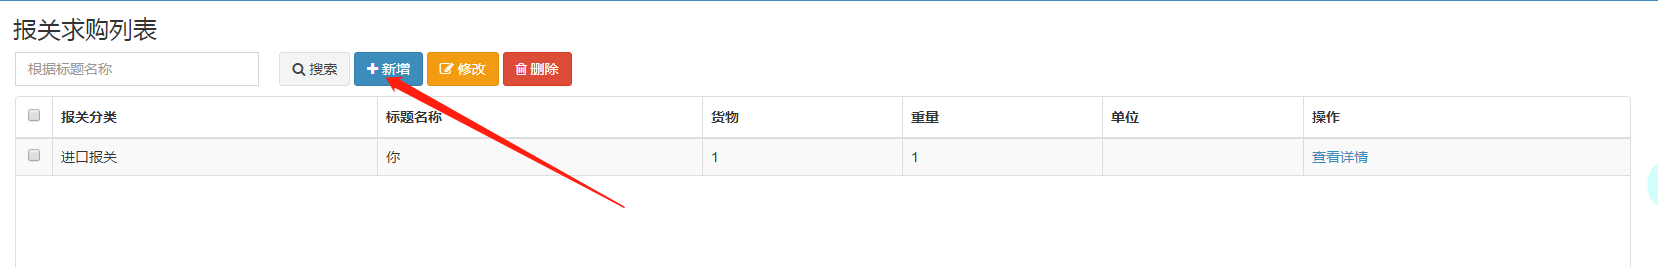 报关求购列表
根据标题名称 搜索 新增 修改 删除
报关分类 标题名称 货物 重量 单位 操作
进口报关 你 1 1 查看详情